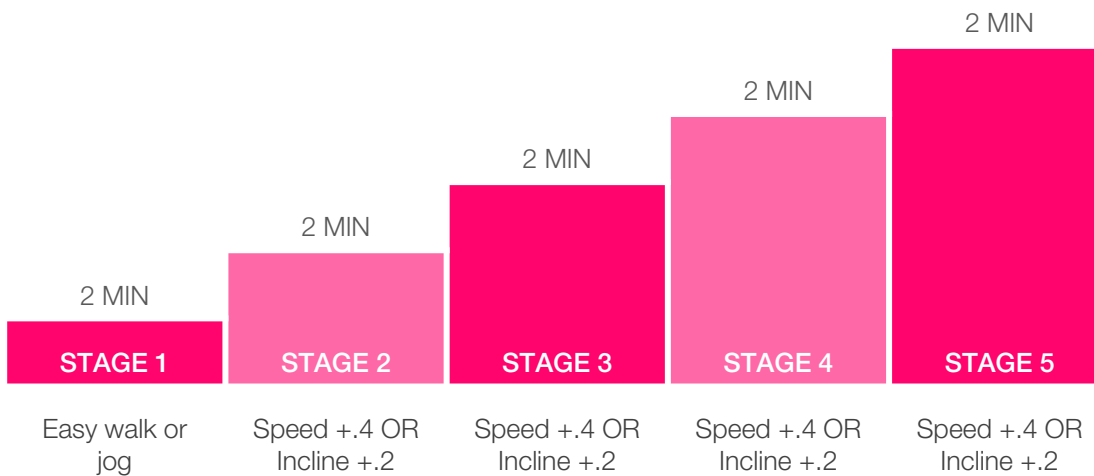 2 MIN
2 MIN
2 MIN
2 MIN
2 MIN
STAGE 1
STAGE 2
STAGE 3
STAGE 4
STAGE 5
Easy walk or
jog
Speed +.4 OR
Incline +.2
Speed +.4 OR
Incline +.2
Speed +.4 OR
Incline +.2
Speed +.4 OR
Incline +.2